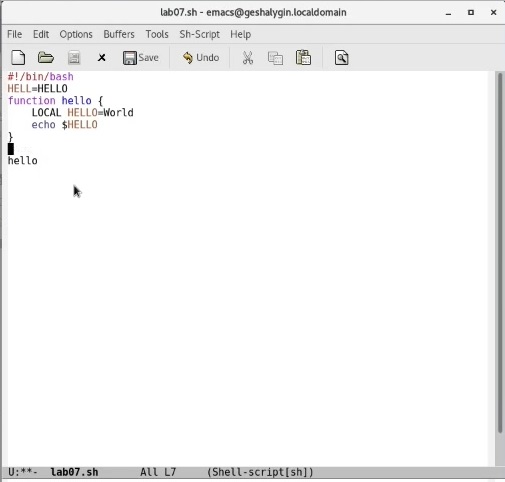 lab07.sh - emacs@geshalygin.localdomain
File Edit Options Buffers Tools Sh-Script Help
Save Undo
#!/bin/bash
HELL=HELLO
function hello {
    LOCAL HELLO=World
    echo $HELLO
}
hello
U:**-  lab07.sh       All L7     (Shell-script[sh])